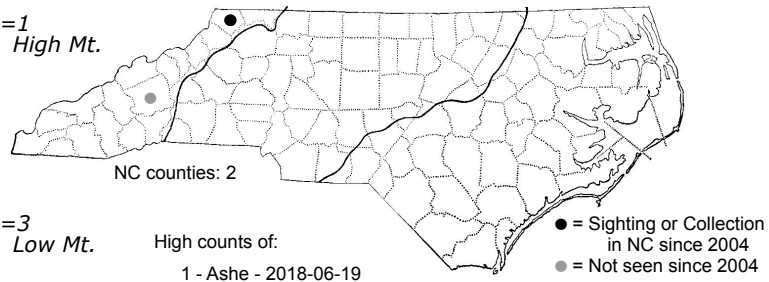 =1
High Mt.
NC counties: 2
=3
Low Mt.
High counts of:
1 - Ashe - 2018-06-19
● = Sighting or Collection
in NC since 2004
● = Not seen since 2004